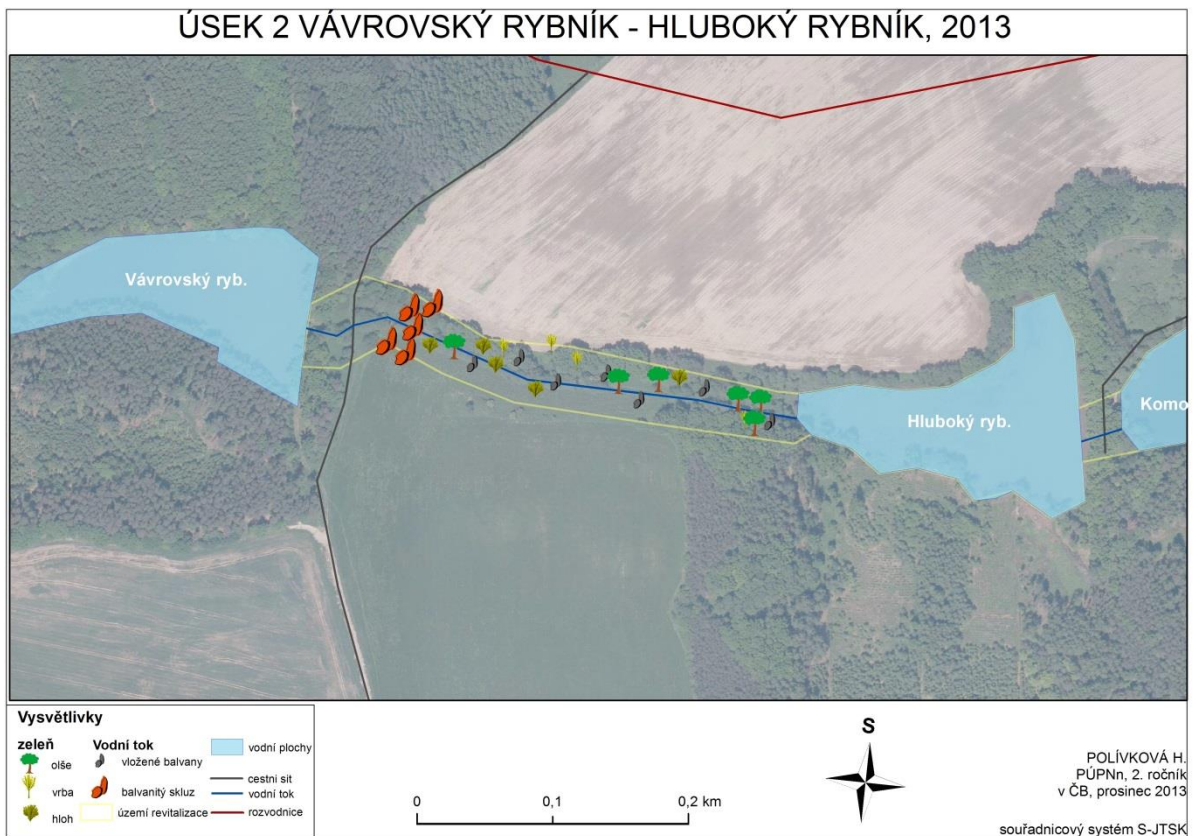 ÚSEK 2 VÁVROVSKÝ RYBNÍK - HLUBOKÝ RYBNÍK, 2013
Vávrovský ryb.
Hluboký ryb.
Komo
Vysvětlivky
zeleň
olše
vrba
hloh
Vodní tok
vložené balvany
balvanitý skluz
území revitalizace
vodní plochy
cestni sit
vodní tok
rozvodnice
0 0,1 0,2 km
S
POLÍVKOVÁ H.
PÚPNn, 2. ročník
v ČB, prosinec 2013
souřadnicový systém S-JTSK